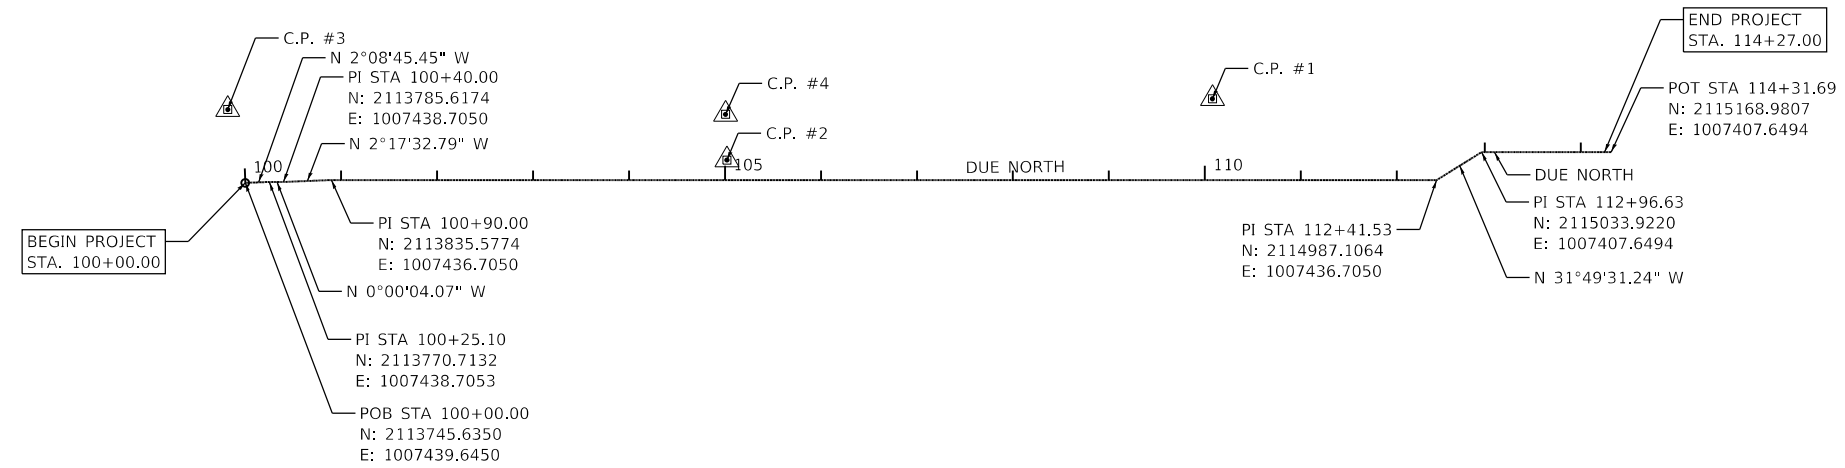 C.P. #3
N 2°08'45.45" W
PI STA 100+40.00
N: 2113785.6174
E: 1007438.7050
N 2°17'32.79" W
100
BEGIN PROJECT
STA. 100+00.00
PI STA 100+90.00
N: 2113835.5774
E: 1007436.7050
N 0°00'04.07" W
PI STA 100+25.10
N: 2113770.7132
E: 1007438.7053
POB STA 100+00.00
N: 2113745.6350
E: 1007439.6450
C.P. #4
C.P. #2
105
DUE NORTH
C.P. #1
110
PI STA 112+41.53
N: 2114987.1064
E: 1007436.7050
END PROJECT
STA. 114+27.00
POT STA 114+31.69
N: 2115168.9807
E: 1007407.6494
DUE NORTH
PI STA 112+96.63
N: 2115033.9220
E: 1007407.6494
N 31°49'31.24" W